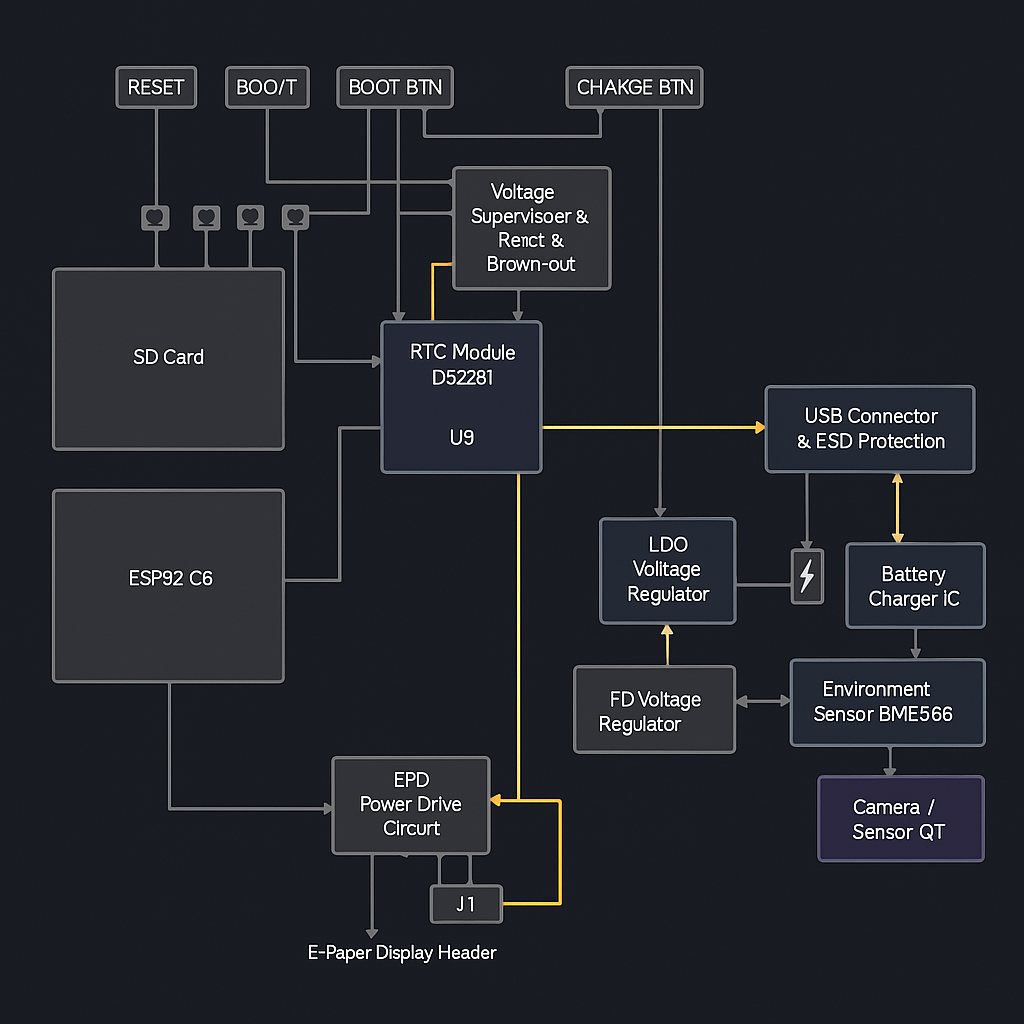 RESET
BOO/T
BOOT BTN
CHAKGE BTN
Voltage
Supervisoer &
Remct &
Brown-out
SD Card
RTC Module
D52281
U9
USB Connector
& ESD Protection
ESP92 C6
LDO
Volitage
Regulator
Battery
Charger iC
FD Voltage
Regulator
Environment
Sensor BME566
EPD
Power Drive
Circurt
Camera /
Sensor QT
J1
E-Paper Display Header